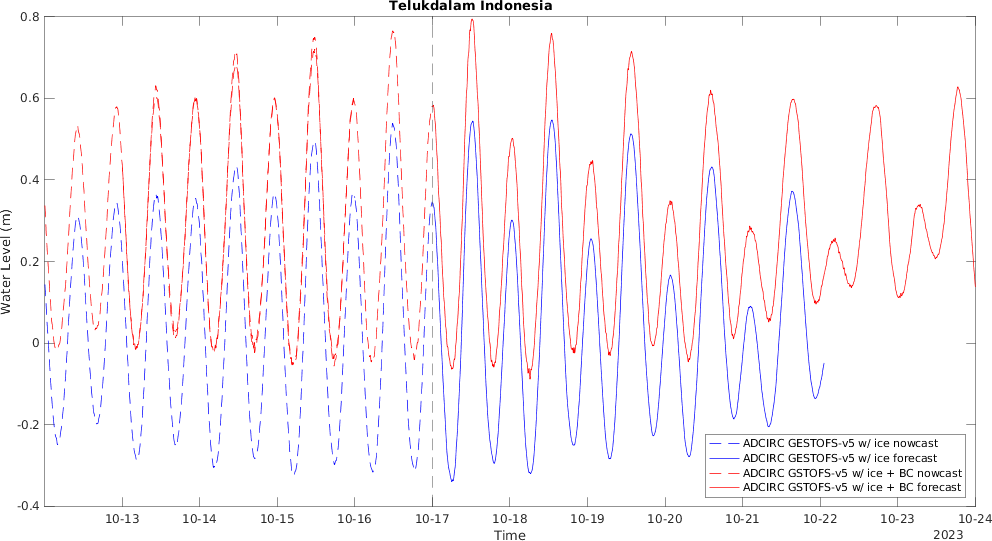 Telukdalam Indonesia
Water Level (m)
0.8
0.6
0.4
0.2
0
-0.2
-0.4
10-13 10-14 10-15 10-16 10-17 10-18 10-19 10-20 10-21 10-22 10-23 10-24
Time
2023
ADCIRC GESTOFS-v5 w/ ice nowcast
ADCIRC GESTOFS-v5 w/ ice forecast
ADCIRC GSTOFS-v5 w/ ice + BC nowcast
ADCIRC GSTOFS-v5 w/ ice + BC forecast